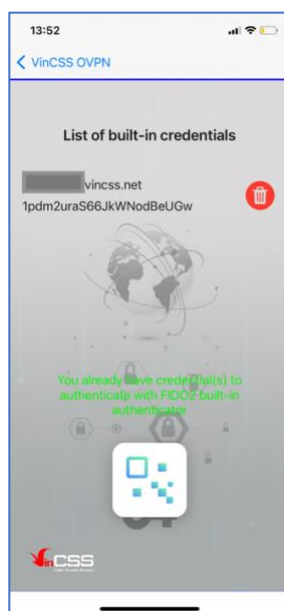 13:52
VinCSS OVPN
List of built-in credentials
vincss.net
1pdm2uraS66JkWNodBeUGw
You already have credential(s) to
authenticate with FIDO2 built-in
authenticator
VinCSS